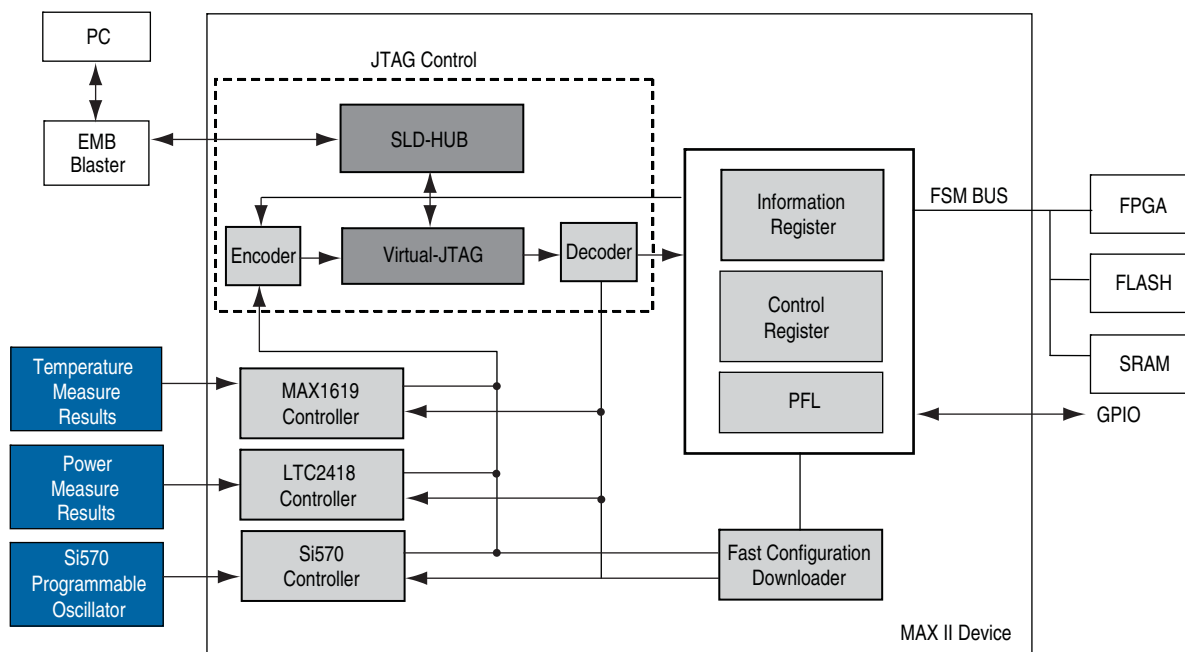 PC
JTAG Control
EMB
Blaster
SLD-HUB
Encoder
Virtual-JTAG
Decoder
Information
Register
Control
Register
PFL
FSM BUS
FPGA
FLASH
SRAM
GPIO
Temperature
Measure
Results
MAX1619
Controller
Power
Measure
Results
LTC2418
Controller
Si570
Programmable
Oscillator
Si570
Controller
Fast Configuration
Downloader
MAX II Device